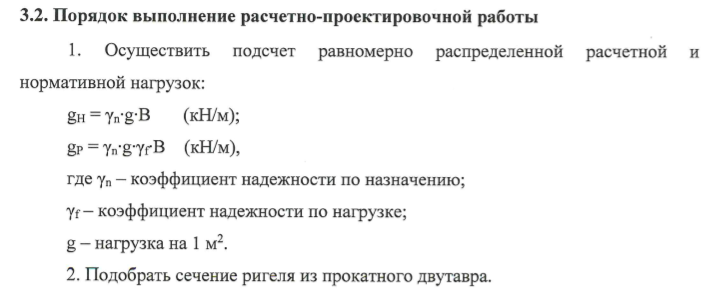 3.2. Порядок выполнение расчетно-проектировочной работы
1. Осуществить подсчет равномерно распределенной расчетной и
нормативной нагрузок:
gн = γn·g·B (кН/м);
gр = γn·g·γf·B (кН/м),
где γn – коэффициент надежности по назначению;
γf – коэффициент надежности по нагрузке;
g – нагрузка на 1 м².
2. Подобрать сечение ригеля из прокатного двутавра.